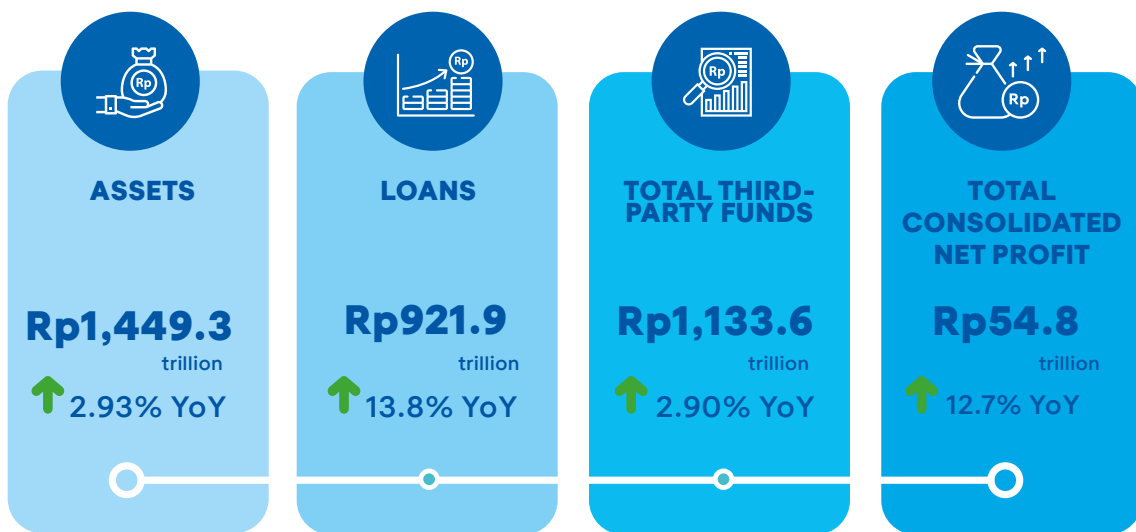 Rp
ASSETS
Rp1,449.3
trillion
2.93% YoY
Rp
LOANS
Rp921.9
trillion
13.8% YoY
Rp
TOTAL THIRD-
PARTY FUNDS
Rp1,133.6
trillion
2.90% YoY
Rp
TOTAL
CONSOLIDATED
NET PROFIT
Rp54.8
trillion
12.7% YoY